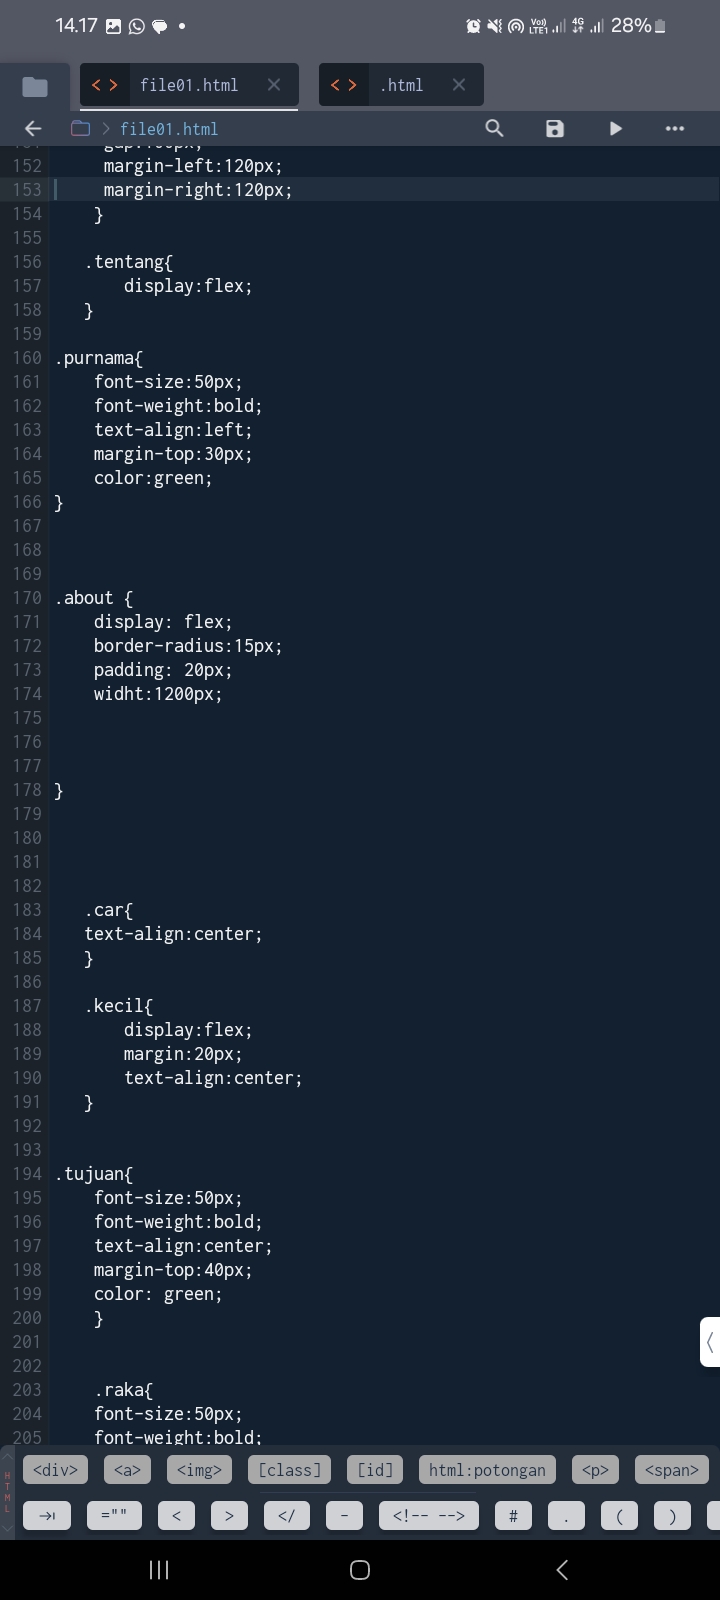 14.17 Vo)) LTE1 4G 28%
< > file01.html × < > .html ×
file01.html
152 margin-left:120px;
153 margin-right:120px;
154 }
155
156 .tentang{
157 display:flex;
158 }
159
160 .purnama{
161 font-size:50px;
162 font-weight:bold;
163 text-align:left;
164 margin-top:30px;
165 color:green;
166 }
167
168
169
170 .about {
171 display: flex;
172 border-radius:15px;
173 padding: 20px;
174 widht:1200px;
175
176
177
178 }
179
180
181
182
183 .car{
184 text-align:center;
185 }
186
187 .kecil{
188 display:flex;
189 margin:20px;
190 text-align:center;
191 }
192
193
194 .tujuan{
195 font-size:50px;
196 font-weight:bold;
197 text-align:center;
198 margin-top:40px;
199 color: green;
200 }
201
202
203 .raka{
204 font-size:50px;
205 font-weight:bold;
HTML
<div> <a> <img> [class] [id] html:potongan <p> <span>
="" < > </ - <!-- --> # . ( )